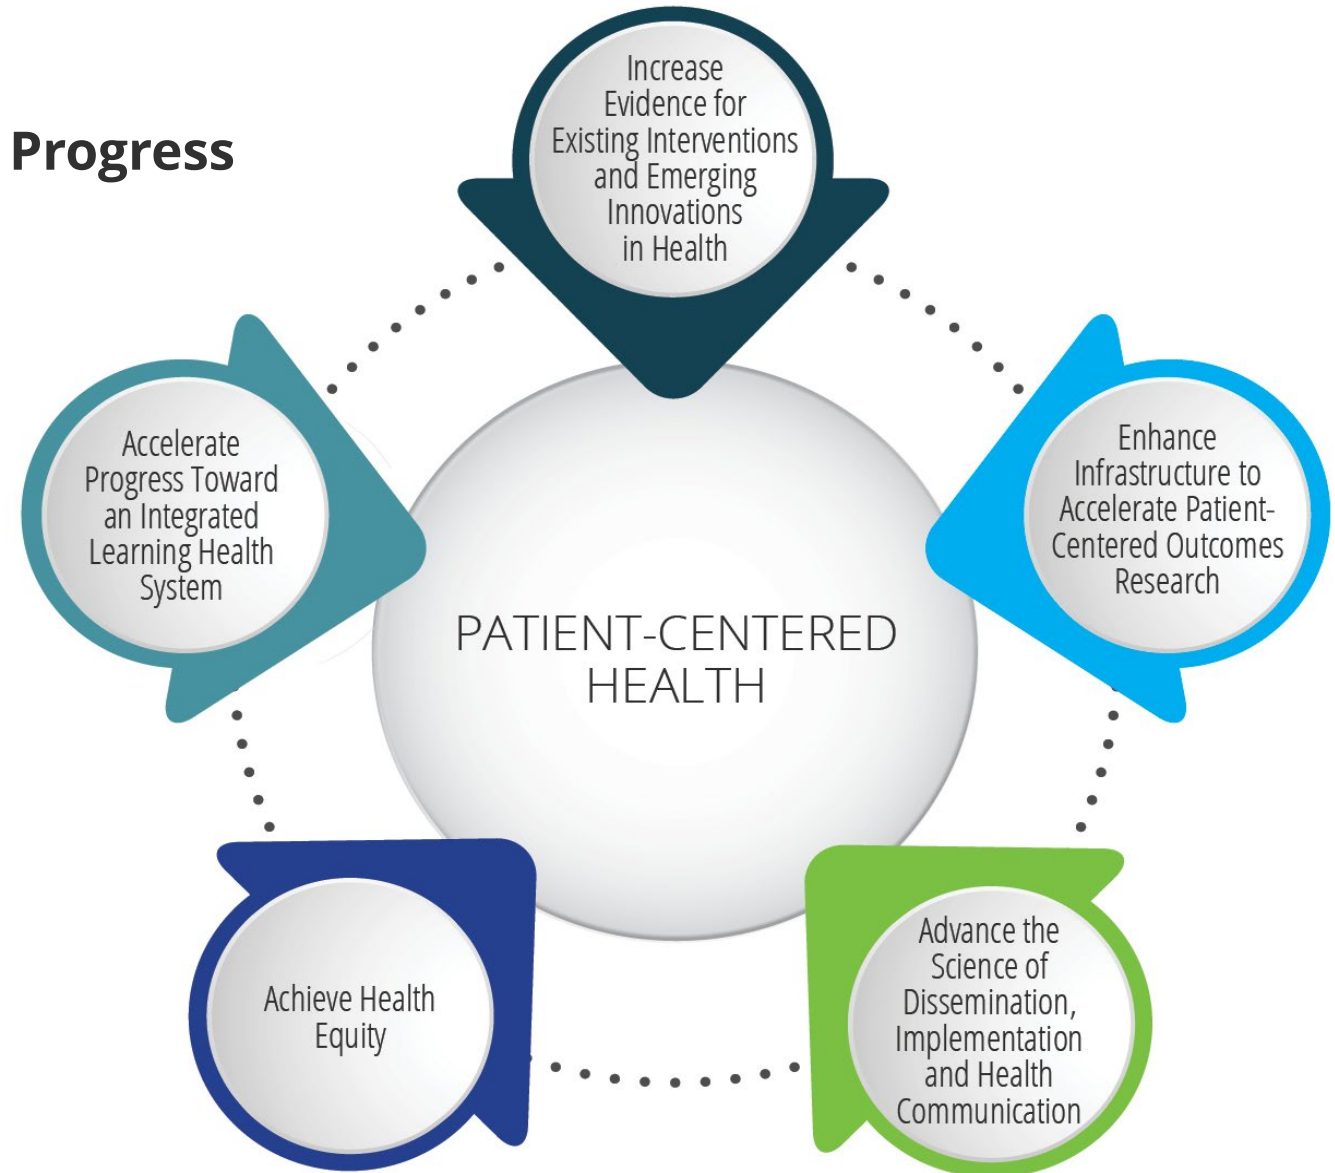 Progress
Increase
Evidence for
Existing Interventions
and Emerging
Innovations
in Health
Accelerate
Progress Toward
an Integrated
Learning Health
System
Enhance
Infrastructure to
Accelerate Patient-
Centered Outcomes
Research
PATIENT-CENTERED
HEALTH
Achieve Health
Equity
Advance the
Science of
Dissemination,
Implementation
and Health
Communication